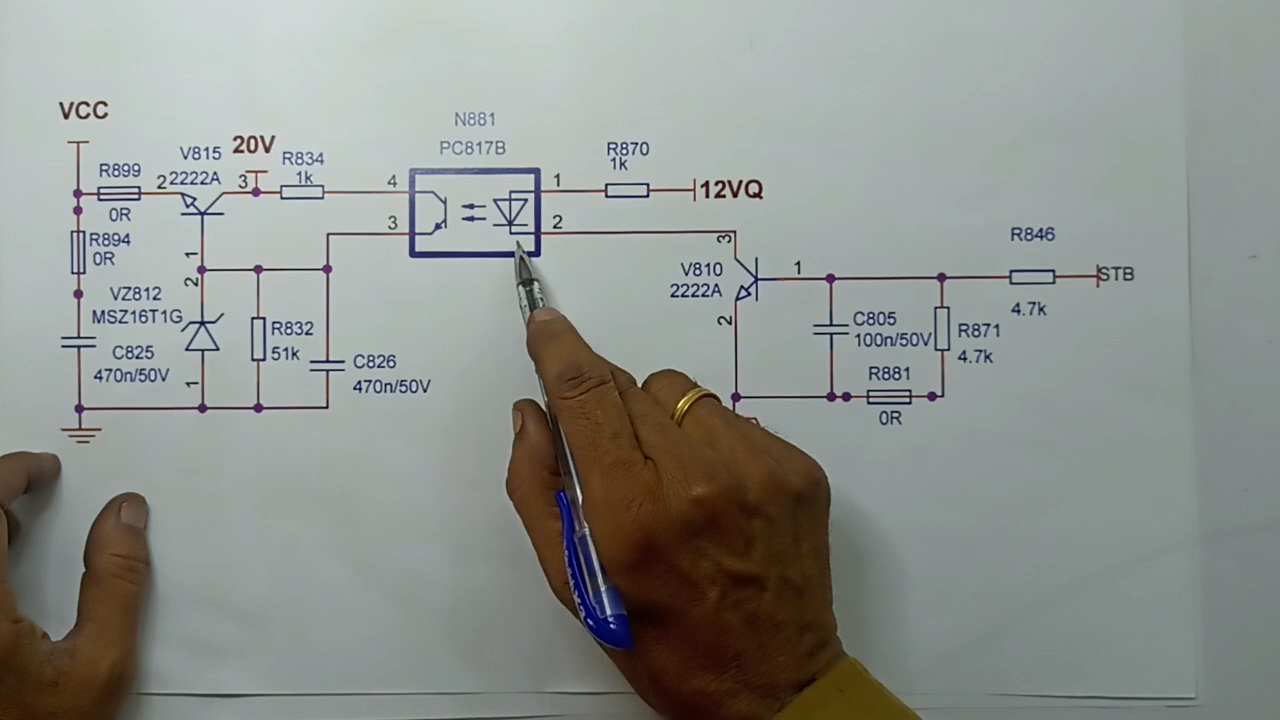 VCC
R899
0R
R894
0R
V815
2222A
2
3
1
20V
R834
1k
4
3
N881
PC817B
1
2
R870
1k
12VQ
2
VZ812
MSZ16T1G
1
C825
470n/50V
R832
51k
C826
470n/50V
3
V810
2222A
1
2
C805
100n/50V
R871
4.7k
R881
0R
R846
4.7k
STB